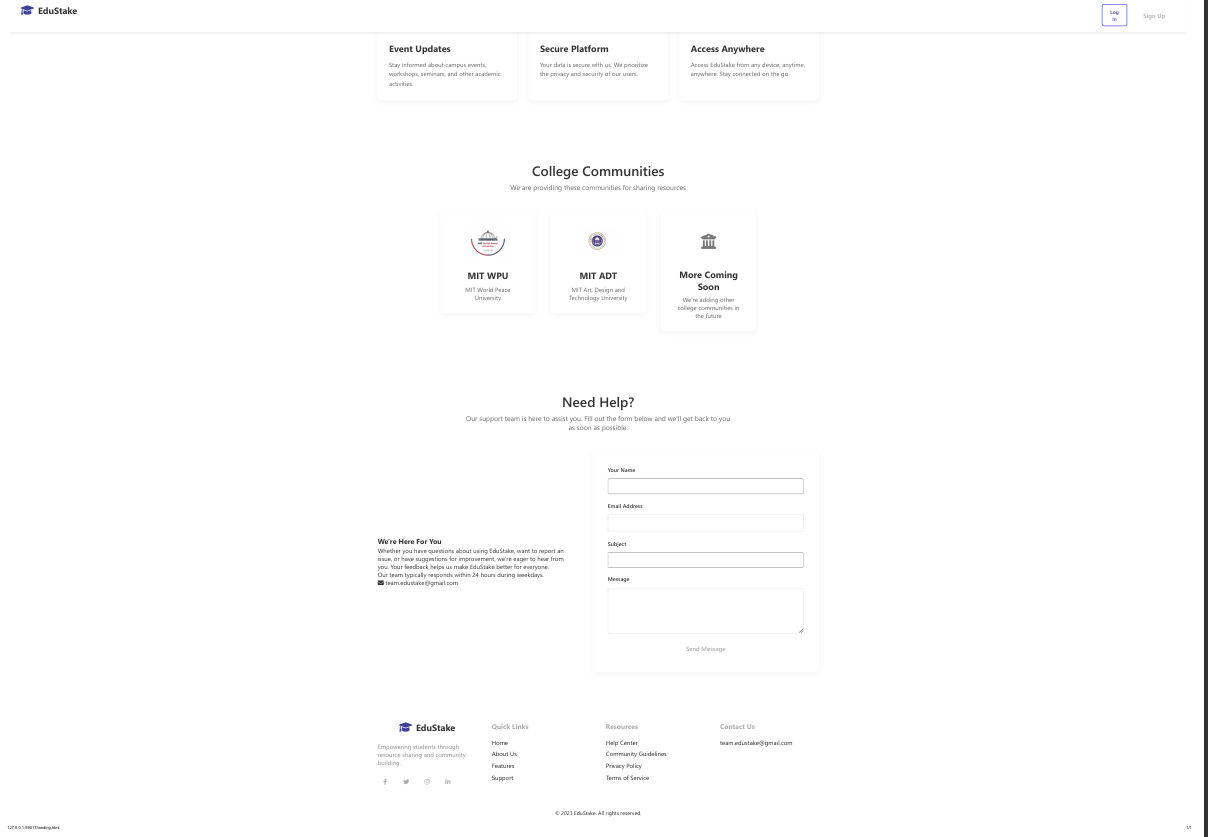 EduStake
Log
In
Sign Up
Event Updates
Stay informed about campus events,
workshops, seminars, and other academic
activities.
Secure Platform
Your data is secure with us. We prioritize
the privacy and security of our users.
Access Anywhere
Access EduStake from any device, anytime,
anywhere. Stay connected on the go.
College Communities
We are providing these communities for sharing resources
MIT WPU
MIT World Peace
University
MIT ADT
MIT Art, Design and
Technology University
More Coming
Soon
We're adding other
college communities in
the future
Need Help?
Our support team is here to assist you. Fill out the form below and we'll get back to you
as soon as possible.
We're Here For You
Whether you have questions about using EduStake, want to report an
issue, or have suggestions for improvement, we're eager to hear from
you. Your feedback helps us make EduStake better for everyone.
Our team typically responds within 24 hours during weekdays.
team.edustake@gmail.com
Your Name
Email Address
Subject
Message
Send Message
EduStake
Empowering students through
resource sharing and community
building.
Quick Links
Home
About Us
Features
Support
Resources
Help Center
Community Guidelines
Privacy Policy
Terms of Service
Contact Us
team.edustake@gmail.com
© 2023 EduStake. All rights reserved.
1/1